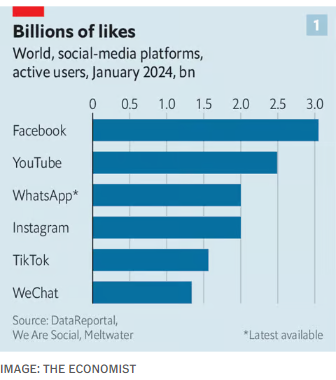 Billions of likes
1
World, social-media platforms,
active users, January 2024, bn
0 0.5 1.0 1.5 2.0 2.5 3.0
Facebook
YouTube
WhatsApp*
Instagram
TikTok
WeChat
Source: DataReportal,
We Are Social, Meltwater
*Latest available
IMAGE: THE ECONOMIST